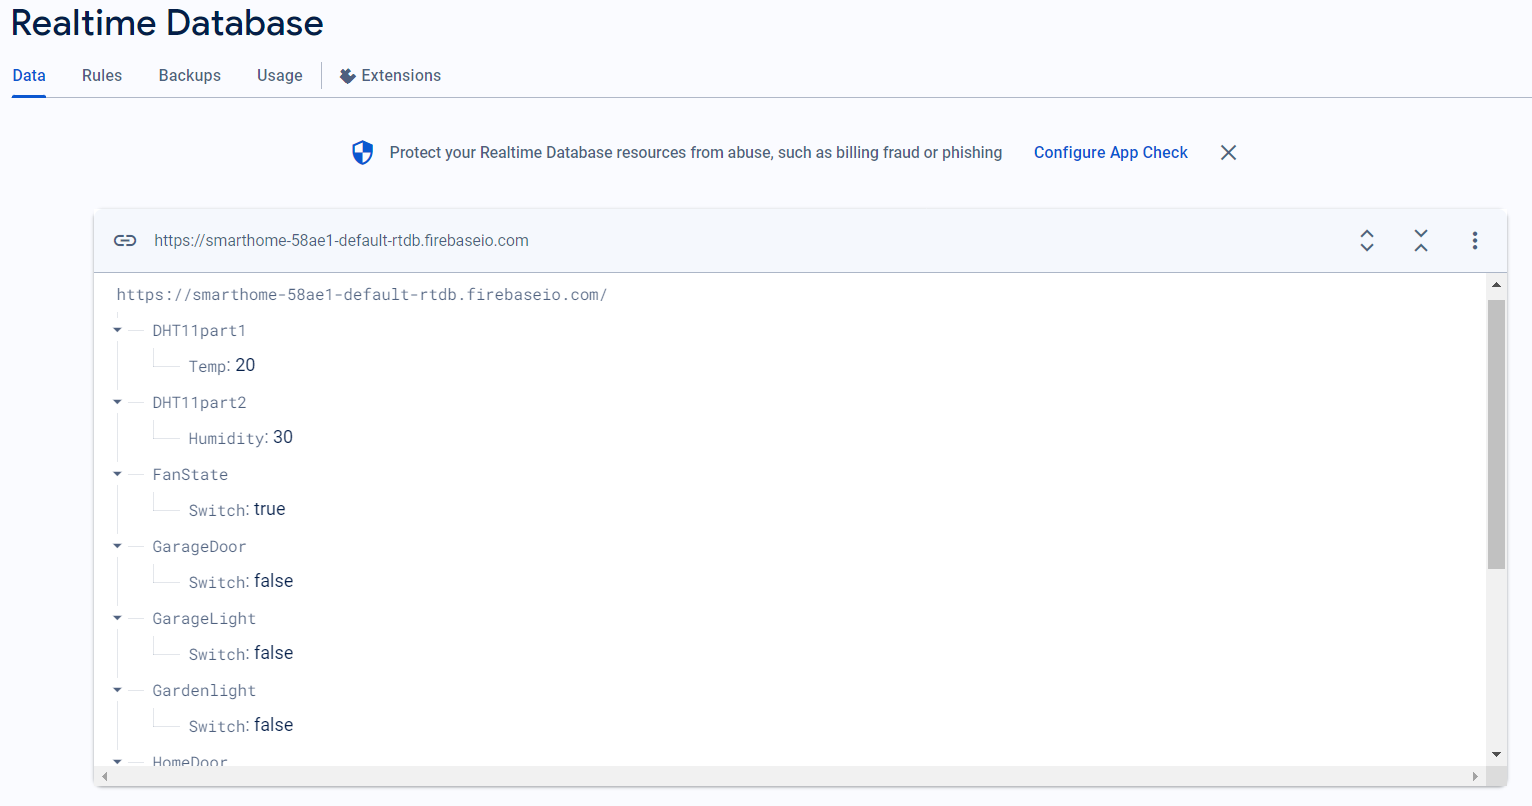 Realtime Database
Data Rules Backups Usage Extensions
Protect your Realtime Database resources from abuse, such as billing fraud or phishing Configure App Check
https://smarthome-58ae1-default-rtdb.firebaseio.com
https://smarthome-58ae1-default-rtdb.firebaseio.com/
DHT11part1
Temp: 20
DHT11part2
Humidity: 30
FanState
Switch: true
GarageDoor
Switch: false
GarageLight
Switch: false
Gardenlight
Switch: false
HomeDoor